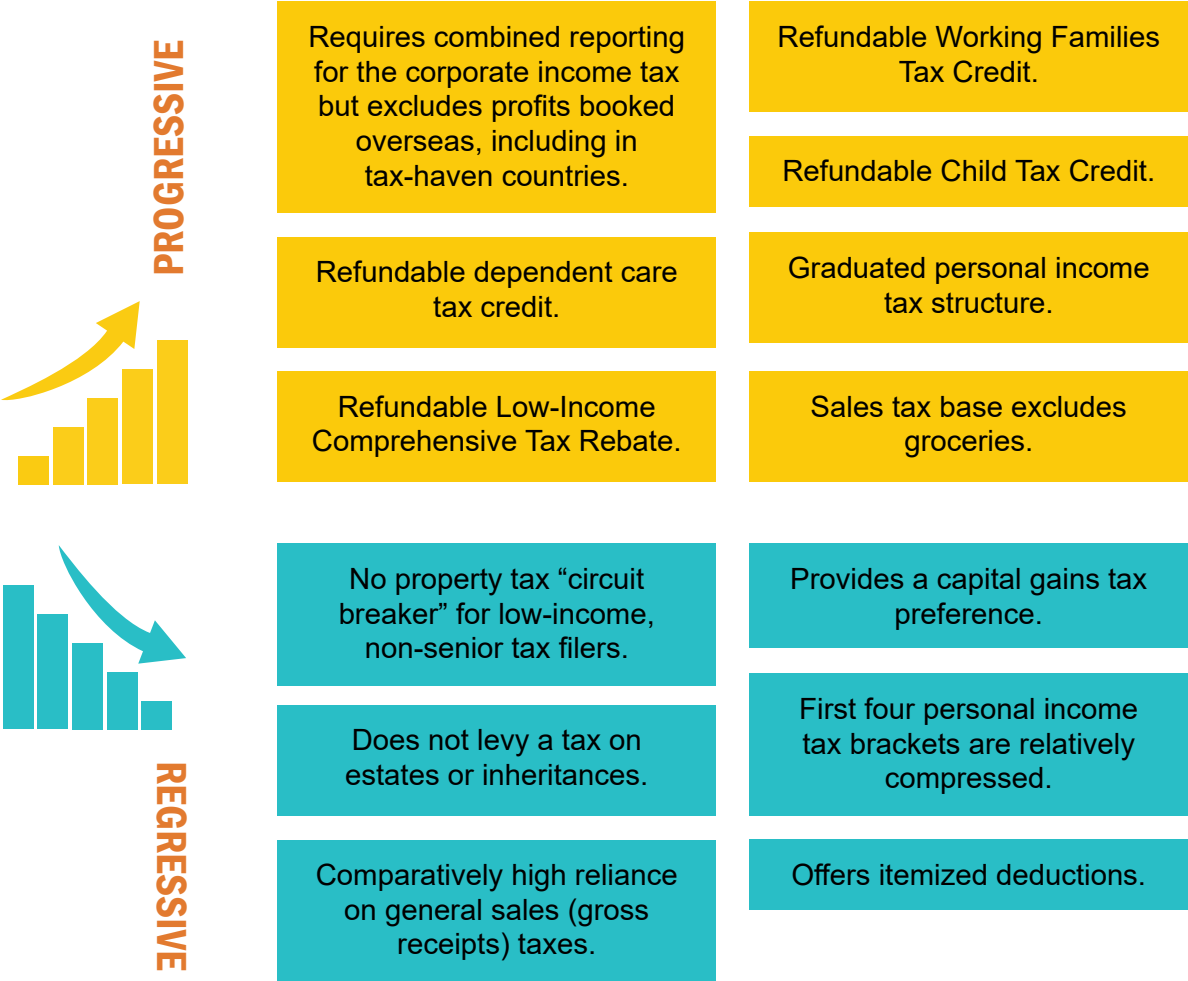 PROGRESSIVE
Requires combined reporting
for the corporate income tax
but excludes profits booked
overseas, including in
tax-haven countries.
Refundable dependent care
tax credit.
Refundable Low-Income
Comprehensive Tax Rebate.
Refundable Working Families
Tax Credit.
Refundable Child Tax Credit.
Graduated personal income
tax structure.
Sales tax base excludes
groceries.
REGRESSIVE
No property tax “circuit
breaker” for low-income,
non-senior tax filers.
Does not levy a tax on
estates or inheritances.
Comparatively high reliance
on general sales (gross
receipts) taxes.
Provides a capital gains tax
preference.
First four personal income
tax brackets are relatively
compressed.
Offers itemized deductions.